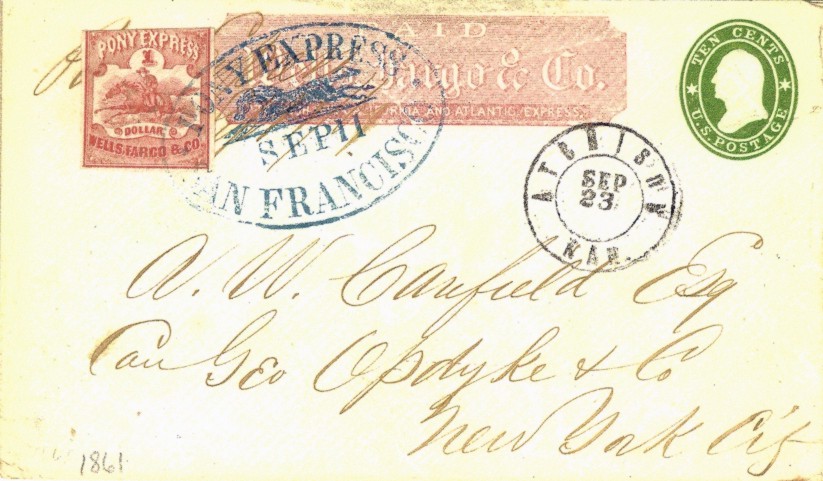 PONY EXPRESS
1
DOLLAR
WELLS. FARGO & CO.
PAID
Wells, Fargo & Co.
CALIFORNIA AND ATLANTIC EXPRESS.
PONY EXPRESS
SEP 11
SAN FRANCISCO
TEN CENTS
U.S. POSTAGE
ATCHISON
SEP
23
KAN.
A. W. Canfield Esq
Care Geo Opdyke & Co
New York City
1861